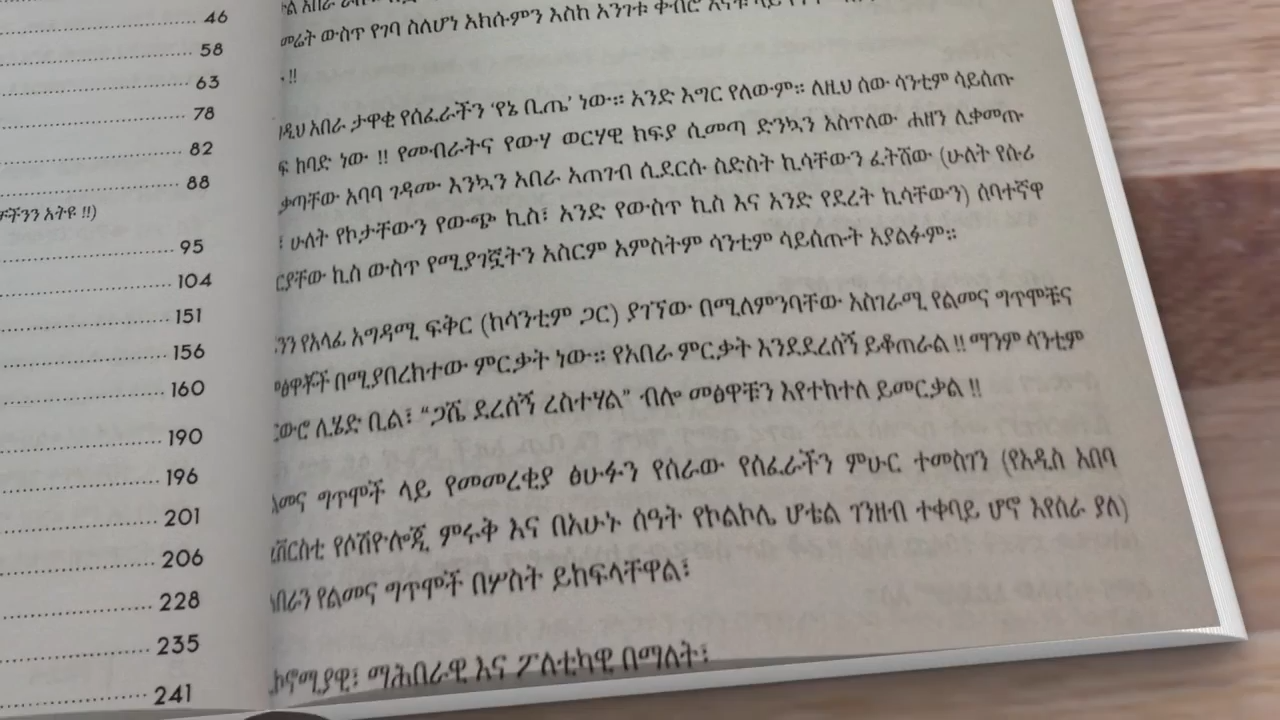 46
58
63
78
82
88
አትዩ !!)
95
104
151
156
160
190
196
201
206
228
235
241
መሬት ውስጥ የገባ ስለሆነ አክሱምን እስከ አንገቱ ቀብሮ
!!
አበራ ታዋቂ የሰፈራችን ‘የኔ ቢጤ’ ነው። አንድ እግር የለውም። ለዚህ ሰው ሳንቲም ሳይሰጡ
ከባድ ነው !! የመብራትና የውሃ ወርሃዊ ክፍያ ሲመጣ ድንኳን አስጥለው ሐዘን ሊቀመጡ
አባባ ገዳሙ እንኳን አበራ አጠገብ ሲደርሱ ስድስት ኪሳቸውን ፈትሸው (ሁለት የሱሪ
፤ ሁለት የኮታቸውን የውጭ ኪስ፣ አንድ የውስጥ ኪስ እና አንድ የደረት ኪሳቸውን) ሰባተኛዋ
ኪስ ውስጥ የሚያገኟትን አስርም አምስትም ሳንቲም ሳይሰጡት አያልፉም።
የአላፊ አግዳሚ ፍቅር (ከሳንቲም ጋር) ያገኘው በሚለምንባቸው አስገራሚ የልመና ግጥሞቹና
በሚያበረክተው ምርቃት ነው። የአበራ ምርቃት እንደደረሰኝ ይቆጠራል !! ማንም ሳንቲም
ሊሄድ ቢል፣ “ጋሼ ደረሰኝ ረስተሃል” ብሎ መፅዋቹን እየተከተለ ይመርቃል !!
ግጥሞች ላይ የመመረቂያ ፅሁፉን የሰራው የሰፈራችን ምሁር ተመስገን (የአዲስ አበባ
የሶሽዮሎጂ ምሩቅ እና በአሁኑ ሰዓት የኮልኮሌ ሆቴል ገንዘብ ተቀባይ ሆኖ እየሰራ ያለ)
የልመና ግጥሞች በሦስት ይከፍላቸዋል፤
ማሕበራዊ እና ፖለቲካዊ በማለት፤